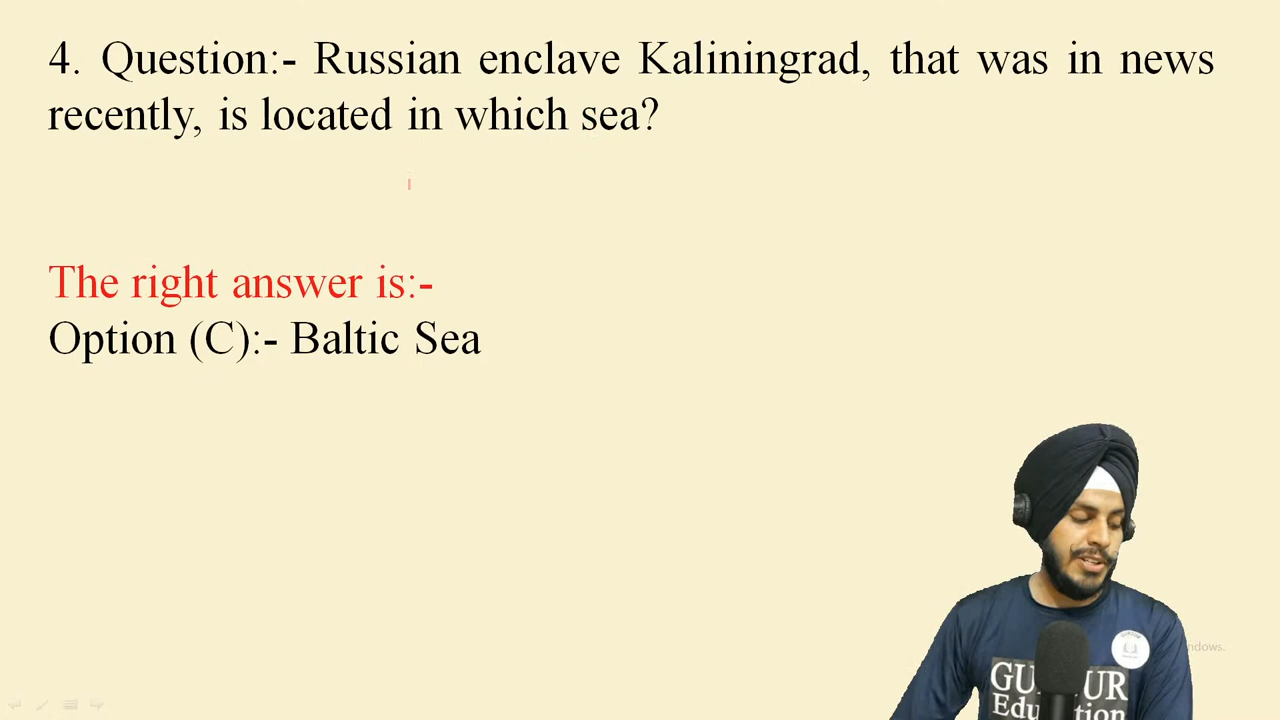 4. Question:- Russian enclave Kaliningrad, that was in news
recently, is located in which sea?
The right answer is:-
Option (C):- Baltic Sea
ndows.